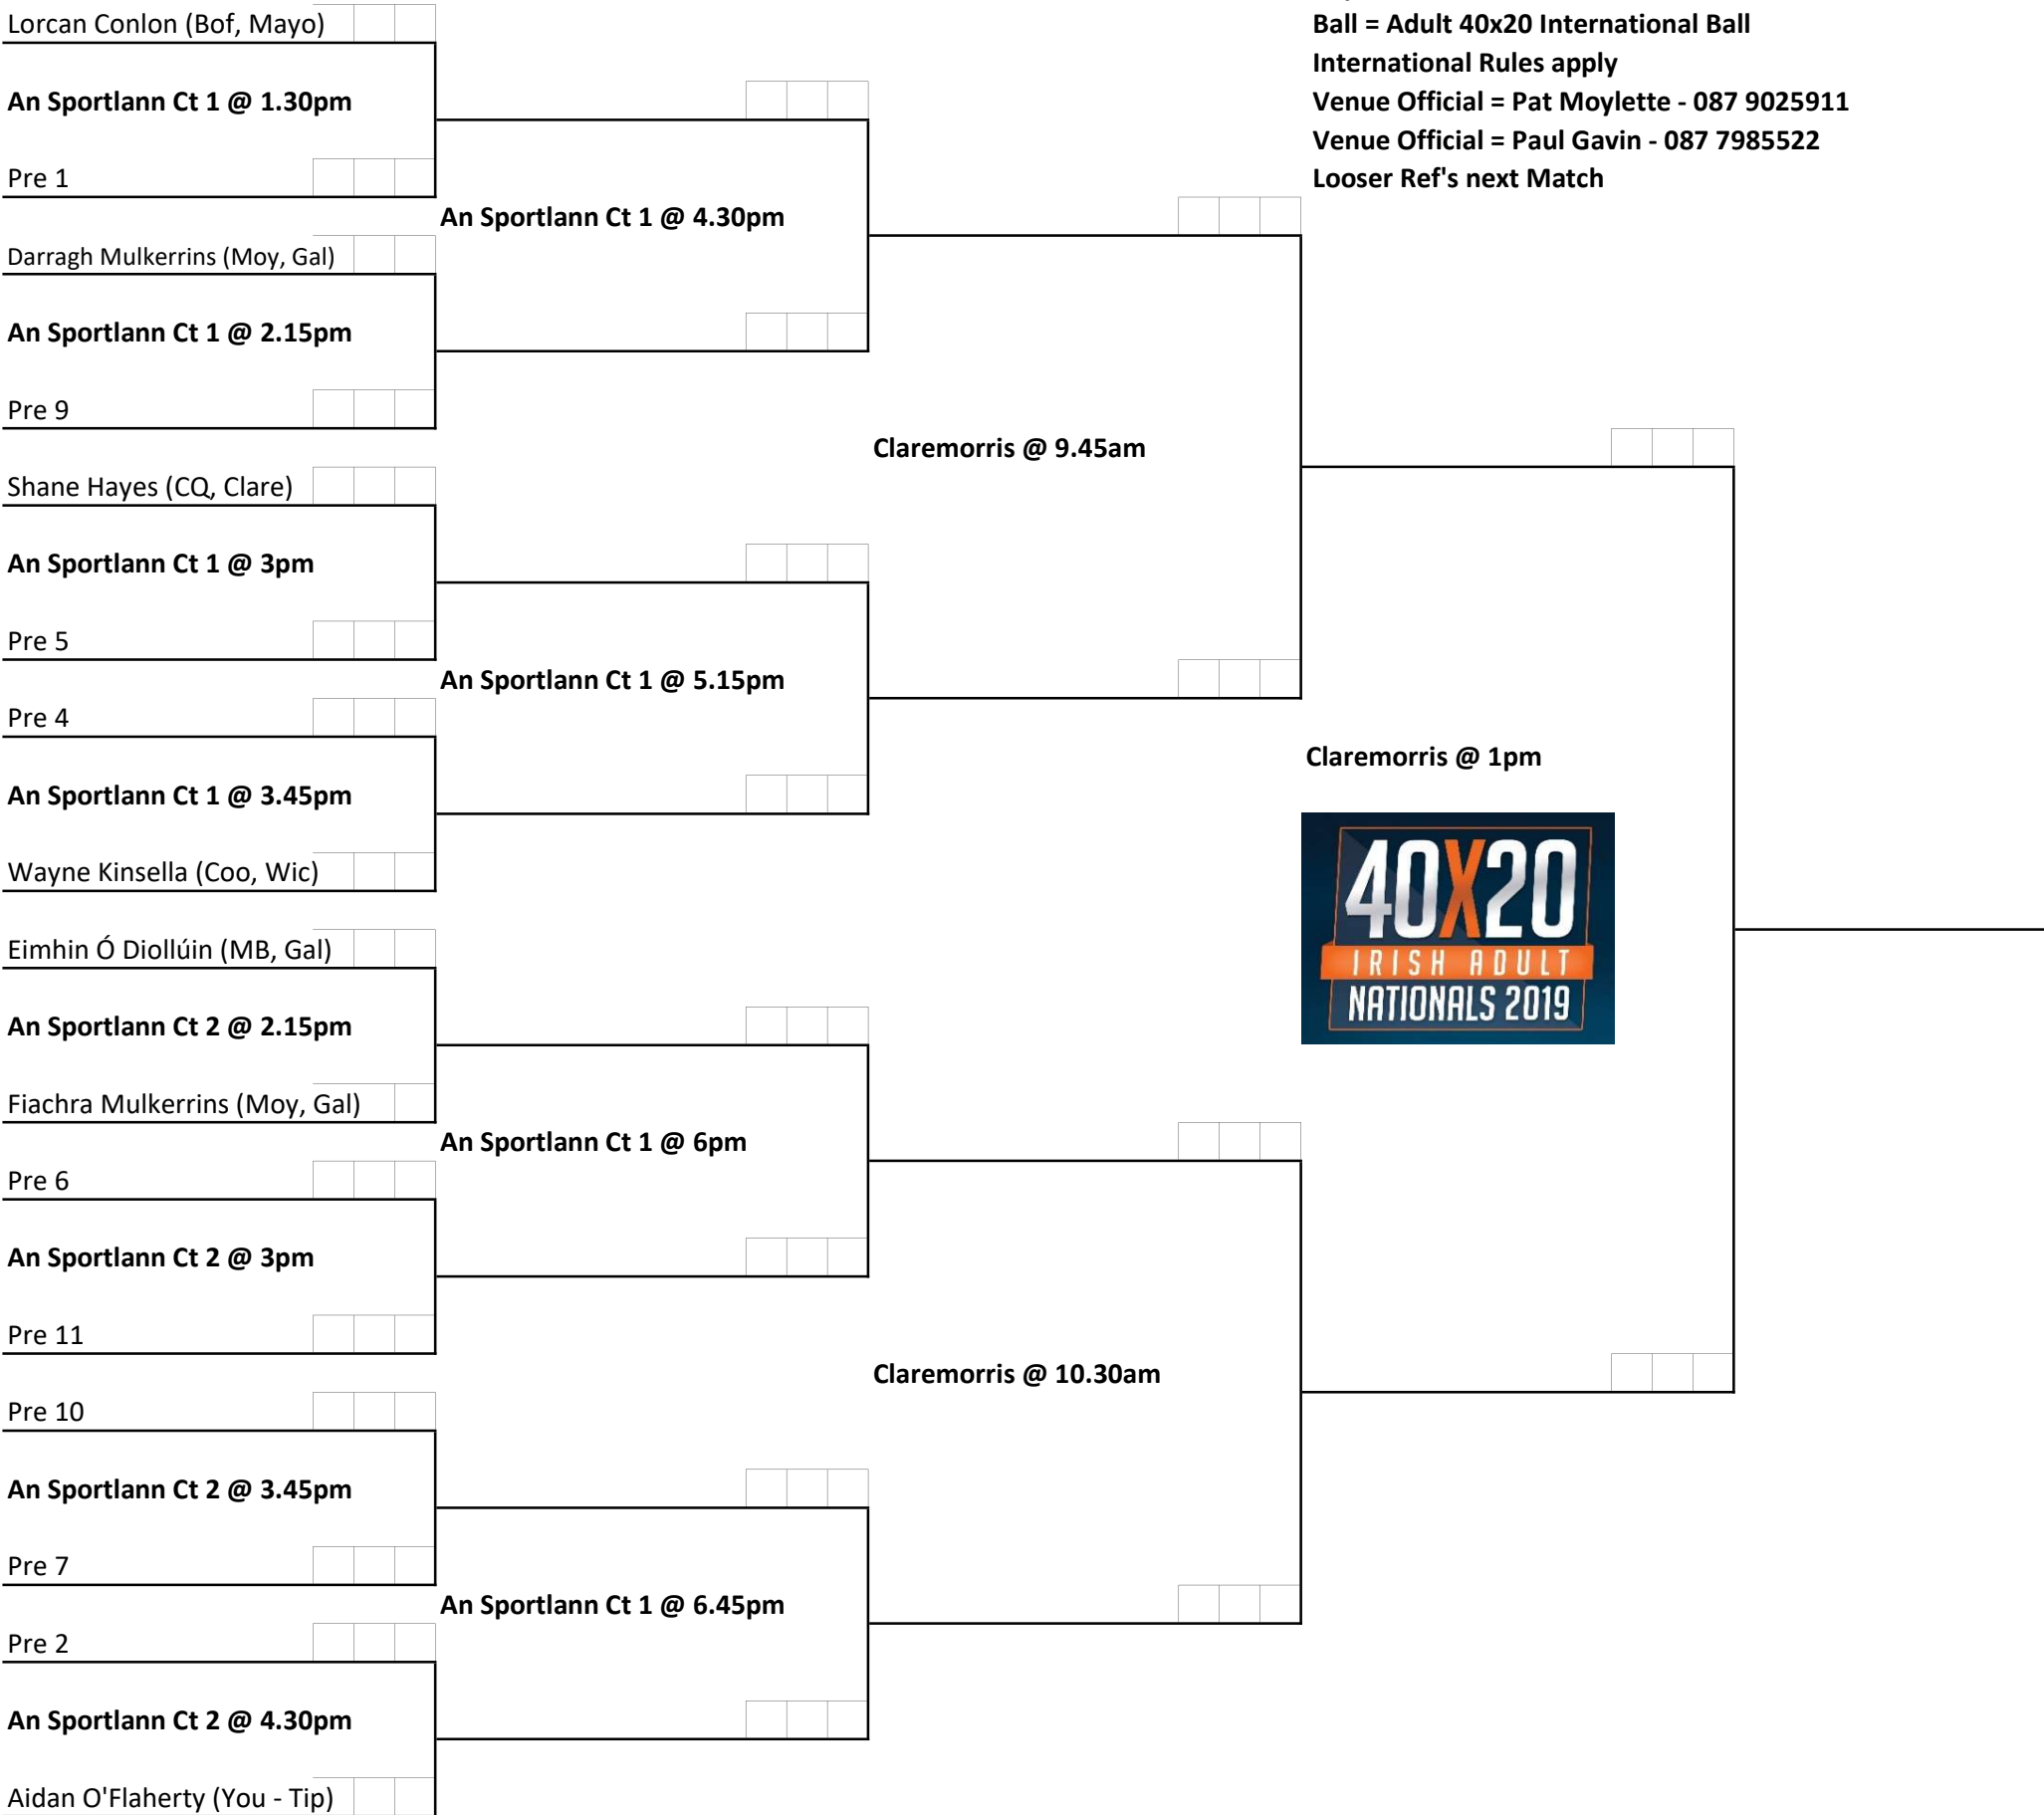 Lorcan Conlon (Bof, Mayo)
An Sportlann Ct 1 @ 1.30pm
Pre 1
Darragh Mulkerrins (Moy, Gal)
An Sportlann Ct 1 @ 2.15pm
Pre 9
Shane Hayes (CQ, Clare)
An Sportlann Ct 1 @ 3pm
Pre 5
Pre 4
An Sportlann Ct 1 @ 3.45pm
Wayne Kinsella (Coo, Wic)
Eimhin Ó Diollúin (MB, Gal)
An Sportlann Ct 2 @ 2.15pm
Fiachra Mulkerrins (Moy, Gal)
Pre 6
An Sportlann Ct 2 @ 3pm
Pre 11
Pre 10
An Sportlann Ct 2 @ 3.45pm
Pre 7
Pre 2
An Sportlann Ct 2 @ 4.30pm
Aidan O'Flaherty (You - Tip)
An Sportlann Ct 1 @ 4.30pm
An Sportlann Ct 1 @ 5.15pm
An Sportlann Ct 1 @ 6pm
An Sportlann Ct 1 @ 6.45pm
Claremorris @ 9.45am
Claremorris @ 10.30am
Ball = Adult 40x20 International Ball
International Rules apply
Venue Official = Pat Moylette - 087 9025911
Venue Official = Paul Gavin - 087 7985522
Looser Ref's next Match
Claremorris @ 1pm
40X20
IRISH ADULT
NATIONALS 2019